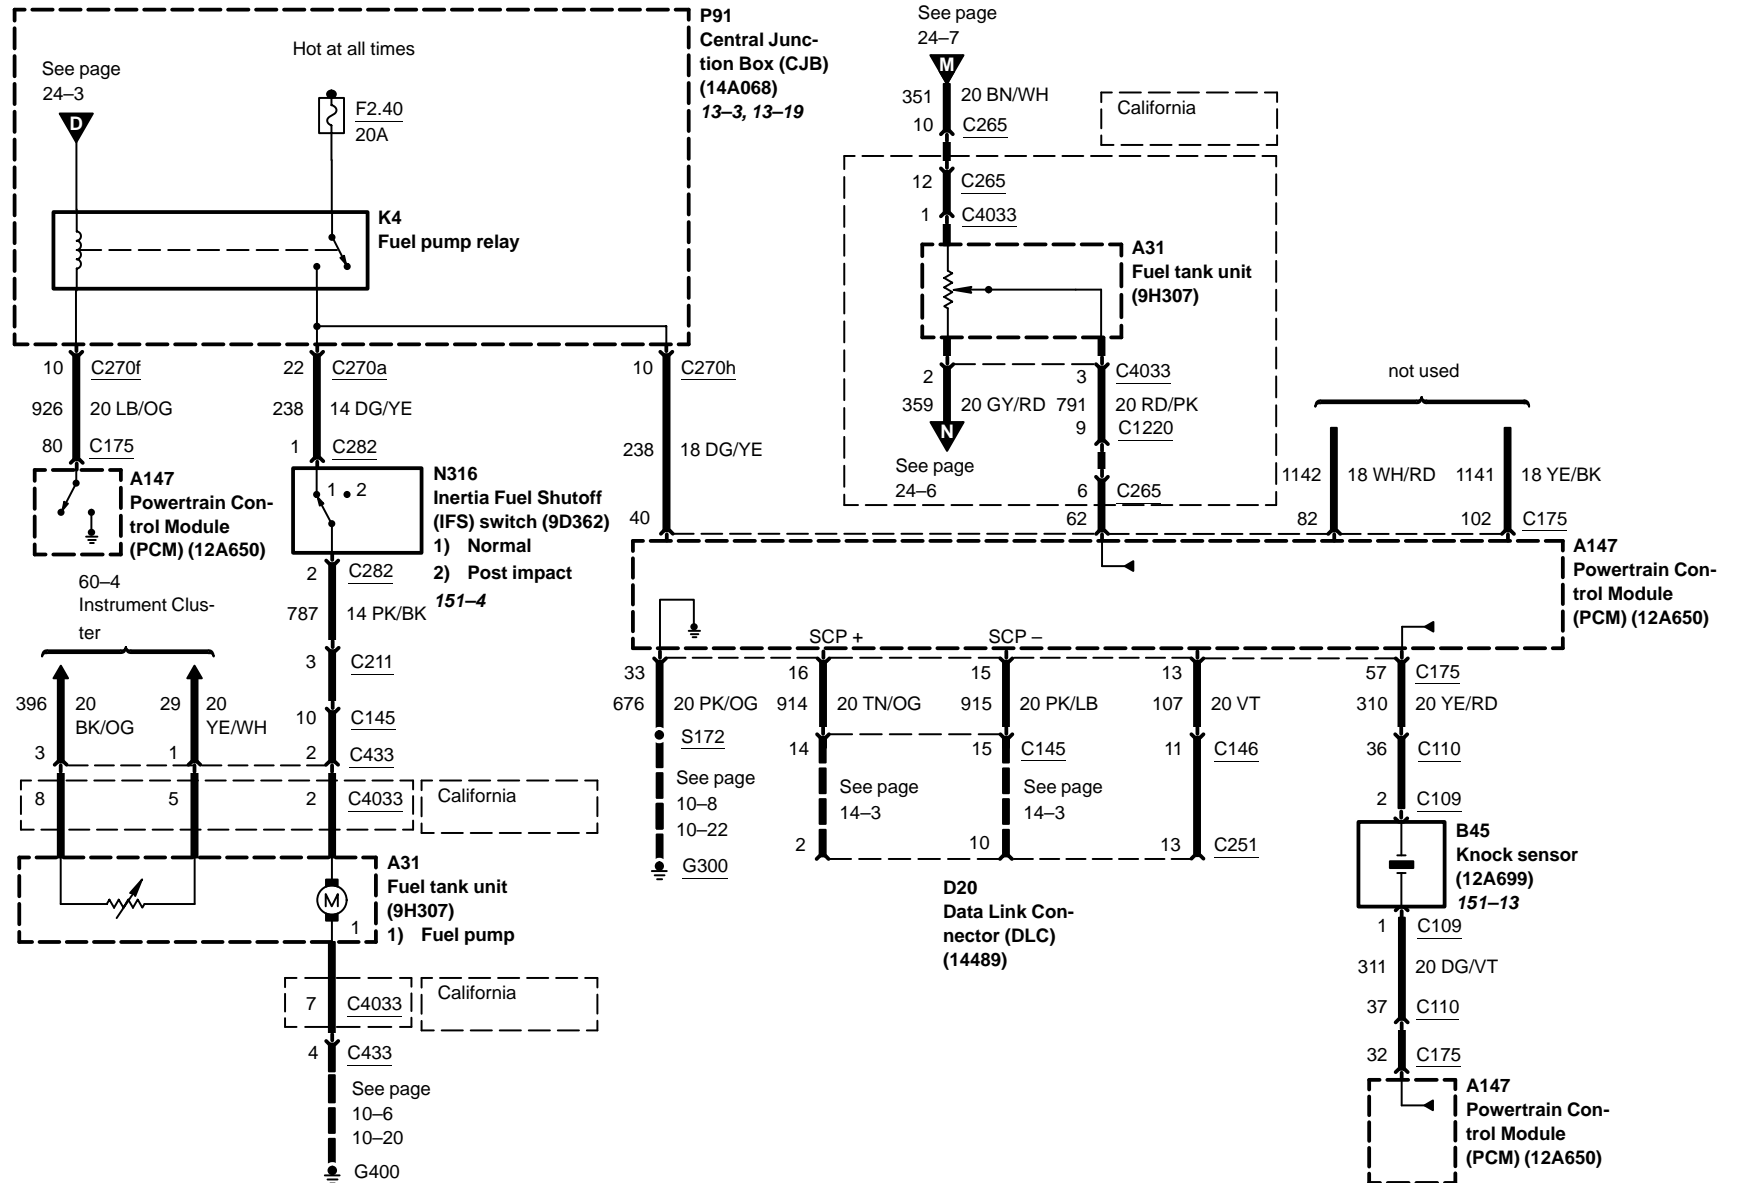 P91
Central Junc-
tion Box (CJB)
(14A068)
13–3, 13–19
Hot at all times
See page
24–3
D
F2.40
20A
K4
Fuel pump relay
10 C270f
22 C270a
10 C270h
926 20 LB/OG
238 14 DG/YE
238 18 DG/YE
80 C175
1 C282
A147
Powertrain Con-
trol Module
(PCM) (12A650)
1 2
N316
Inertia Fuel Shutoff
(IFS) switch (9D362)
1) Normal
2) Post impact
151–4
2 C282
787 14 PK/BK
3 C211
10 C145
2 C433
60–4
Instrument Clus-
ter
396 20
BK/OG
29 20
YE/WH
3 1
8 5 2 C4033
California
A31
Fuel tank unit
(9H307)
1) Fuel pump
M
1
7 C4033
California
4 C433
See page
10–6
10–20
G400
See page
24–7
M
351 20 BN/WH
10 C265
California
12 C265
1 C4033
A31
Fuel tank unit
(9H307)
2 3 C4033
359 20 GY/RD
791 20 RD/PK
9 C1220
N
See page
24–6
6 C265
not used
1142 18 WH/RD
1141 18 YE/BK
40 62 82 102 C175
A147
Powertrain Con-
trol Module
(PCM) (12A650)
SCP + SCP –
33 16 15 13 57 C175
676 20 PK/OG
914 20 TN/OG
915 20 PK/LB
107 20 VT
310 20 YE/RD
S172
14 15 C145
11 C146
36 C110
See page
10–8
10–22
G300
See page
14–3
See page
14–3
2 10 13 C251
D20
Data Link Con-
nector (DLC)
(14489)
2 C109
B45
Knock sensor
(12A699)
151–13
1 C109
311 20 DG/VT
37 C110
32 C175
A147
Powertrain Con-
trol Module
(PCM) (12A650)